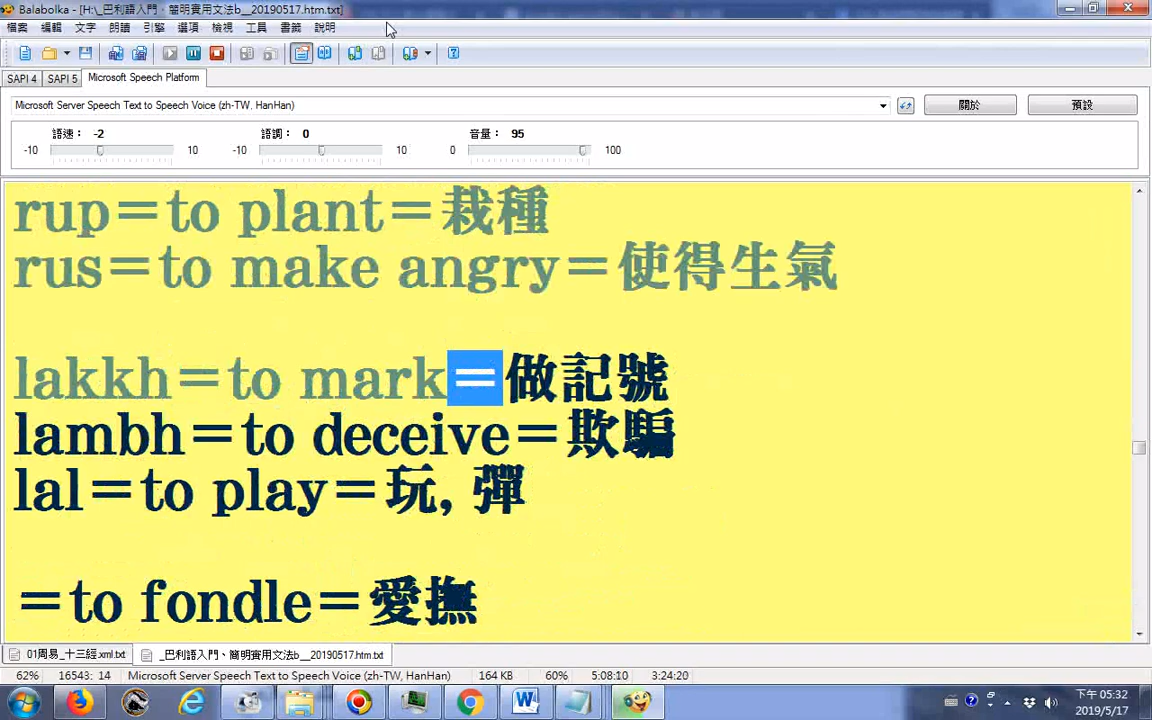 Balabolka - [H:\_巴利語入門、簡明實用文法b__20190517.htm.txt]
檔案 編輯 文字 朗讀 引擎 選項 檢視 工具 書籤 說明
SAPI 4 SAPI 5 Microsoft Speech Platform
Microsoft Server Speech Text to Speech Voice (zh-TW, HanHan) 關於 預設
語速： -2 語調： 0 音量： 95
-10 10 -10 10 0 100
rup＝to plant＝栽種
rus＝to make angry＝使得生氣
lakkh＝to mark＝做記號
lambh＝to deceive＝欺騙
lal＝to play＝玩, 彈
＝to fondle＝愛撫
01周易_十三經.xml.txt _巴利語入門、簡明實用文法b__20190517.htm.txt
62% 16543: 14 Microsoft Server Speech Text to Speech Voice (zh-TW, HanHan) 164 KB 60% 5:08:10 3:24:20
下午 05:32
2019/5/17